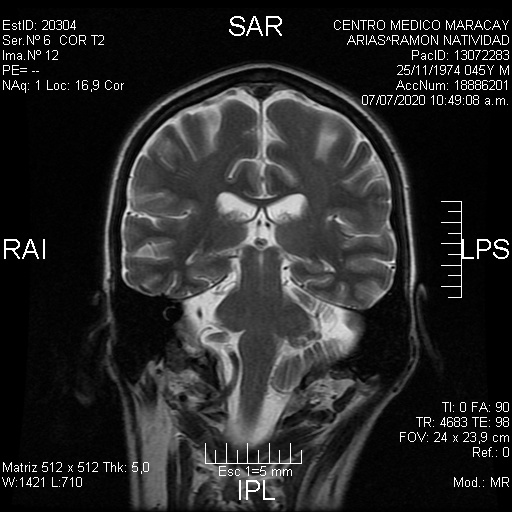 EstID: 20304
Ser.Nº 6 COR T2
Ima.Nº 12
PE= --
NAq: 1 Loc: 16,9 Cor
SAR
CENTRO MEDICO MARACAY
ARIAS^RAMON NATIVIDAD
PacID: 13072283
25/11/1974 045Y M
AccNum: 18886201
07/07/2020 10:49:08 a.m.
RAI
LPS
TI: 0 FA: 90
TR: 4683 TE: 98
FOV: 24 x 23,9 cm
Ref.: 0
Mod.: MR
Matriz 512 x 512 Thk: 5,0
W:1421 L:710
Esc 1=5 mm
IPL